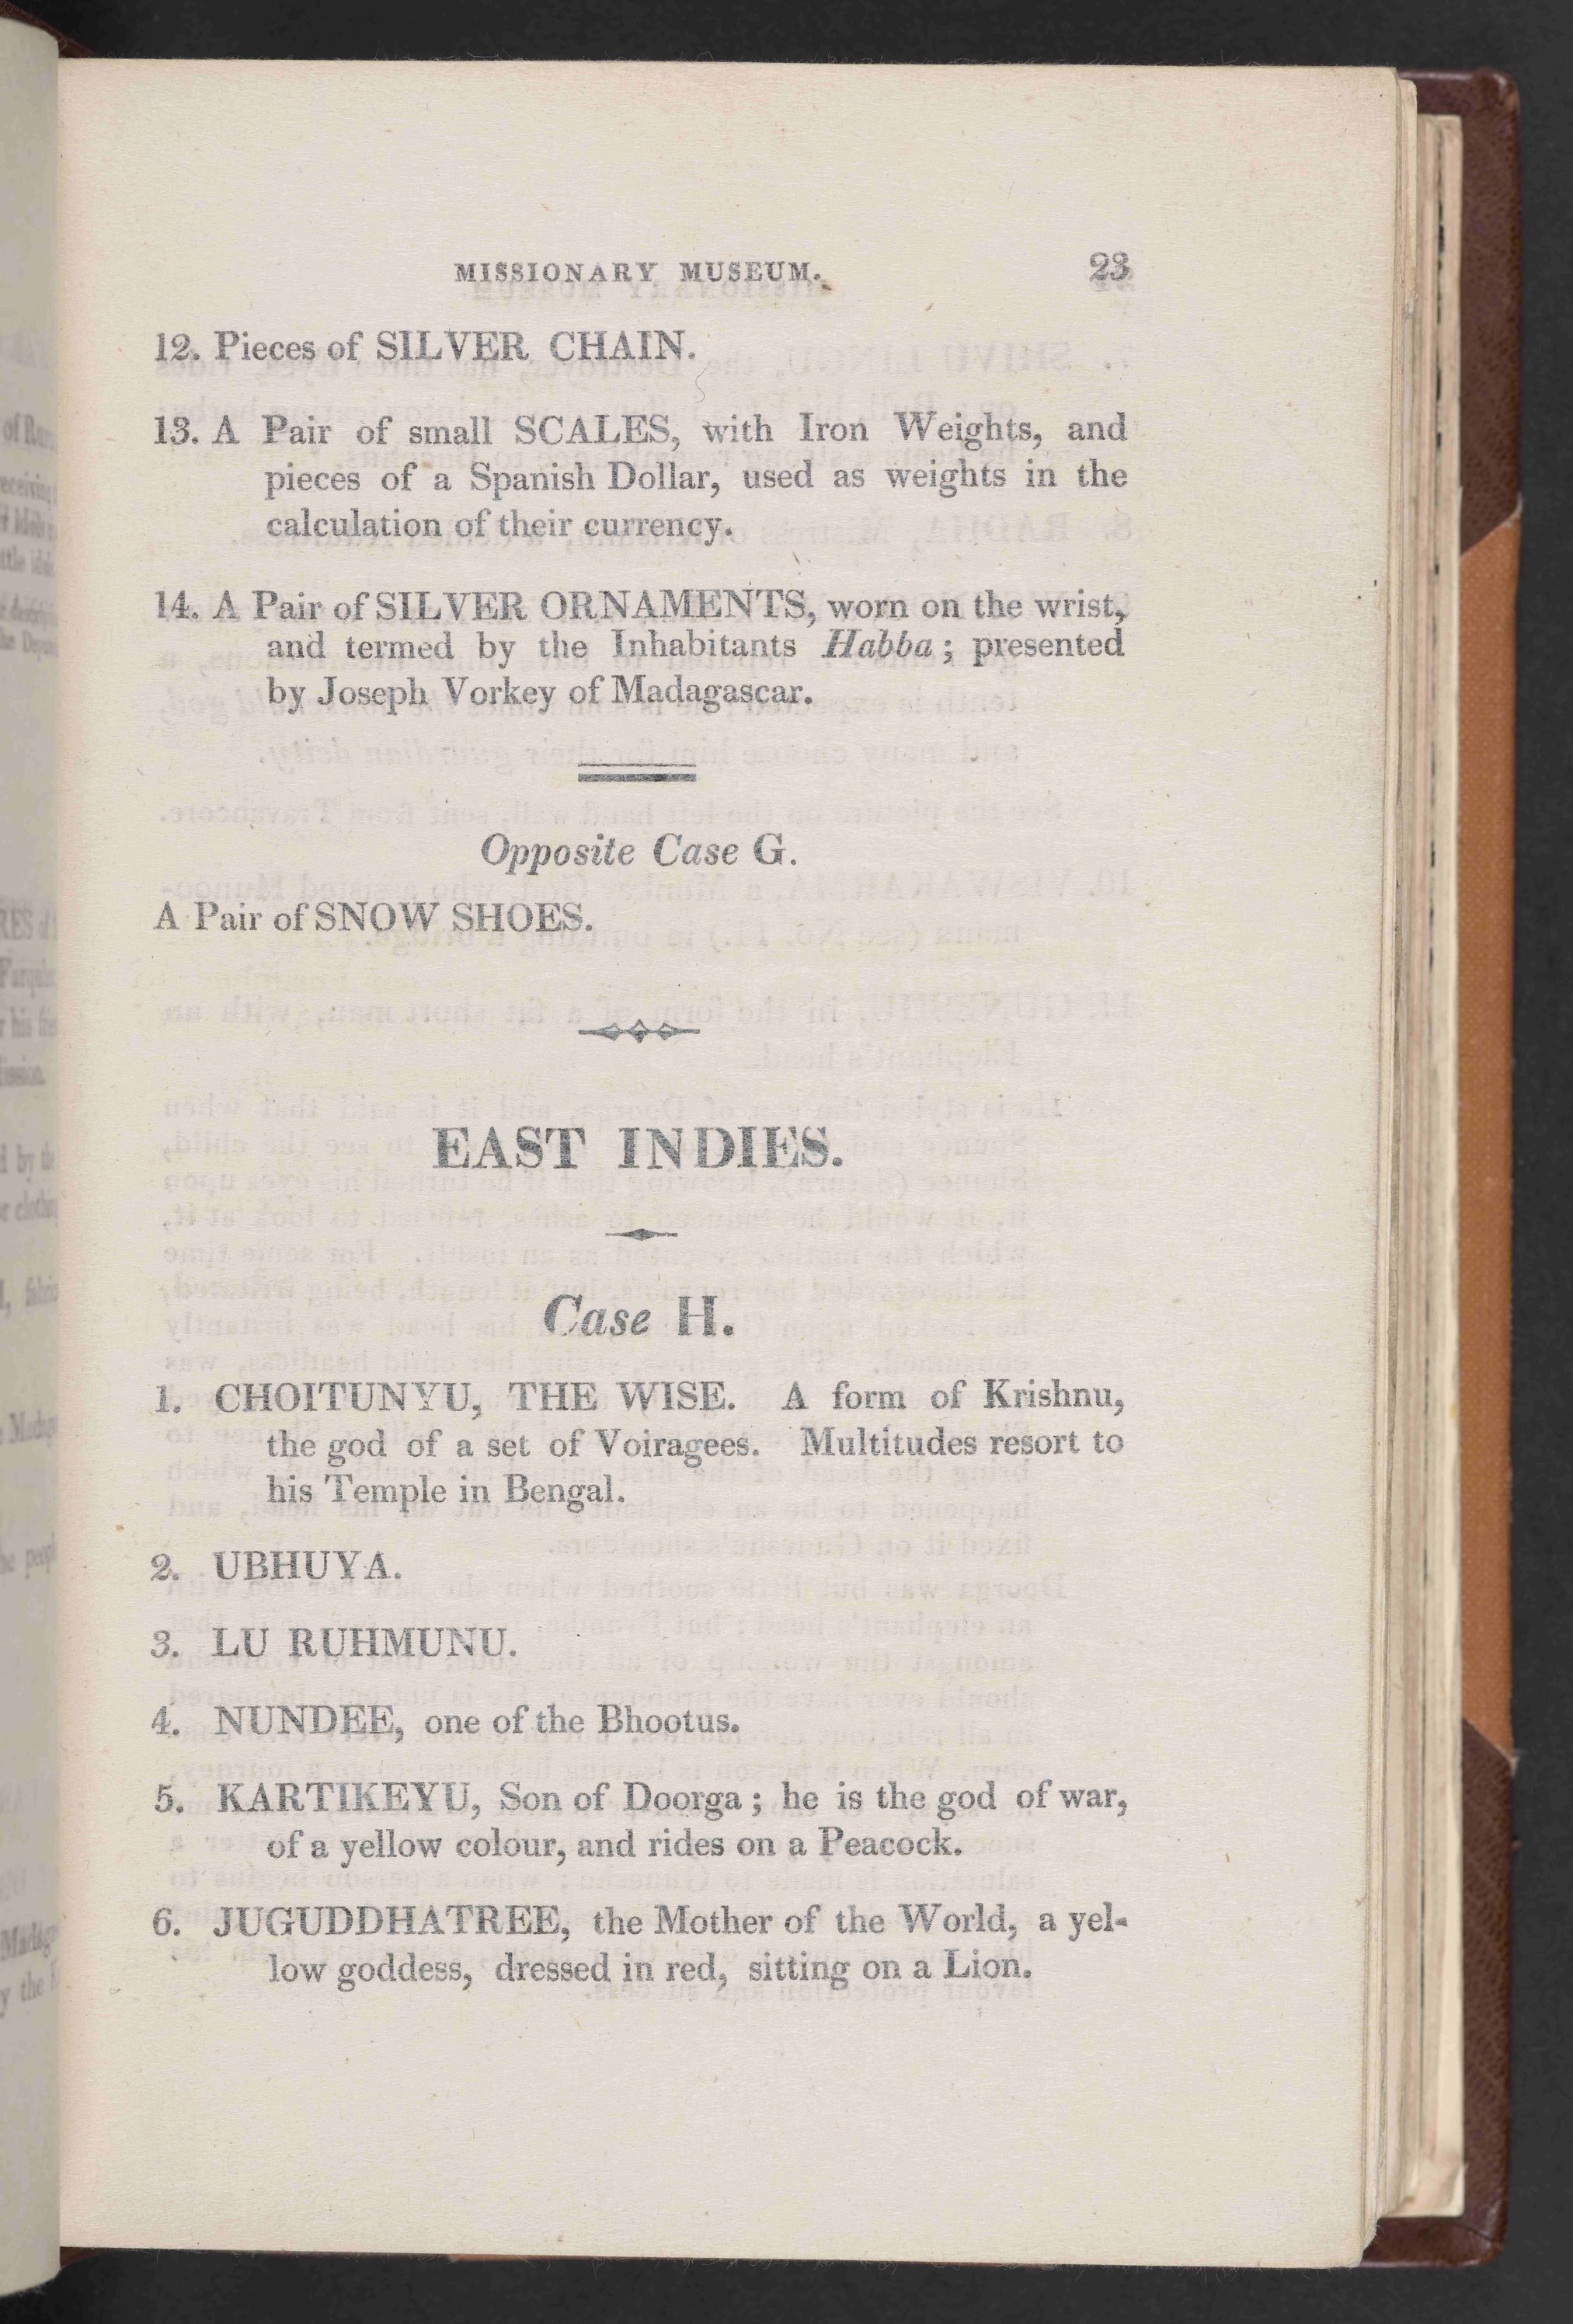 MISSIONARY MUSEUM.
23
12. Pieces of SILVER CHAIN.
13. A Pair of small SCALES, with Iron Weights, and
pieces of a Spanish Dollar, used as weights in the
calculation of their currency.
14. A Pair of SILVER ORNAMENTS, worn on the wrist,
and termed by the Inhabitants Habba; presented
by Joseph Vorkey of Madagascar.
Opposite Case G.
A Pair of SNOW SHOES.
EAST INDIES.
Case H.
1. CHOITUNYU, THE WISE. A form of Krishnu,
the god of a set of Voiragees. Multitudes resort to
his Temple in Bengal.
2. UBHUYA.
3. LU RUHMUNU.
4. NUNDEE, one of the Bhootus.
5. KARTIKEYU, Son of Doorga; he is the god of war,
of a yellow colour, and rides on a Peacock.
6. JUGUDDHATREE, the Mother of the World, a yel-
low goddess, dressed in red, sitting on a Lion.